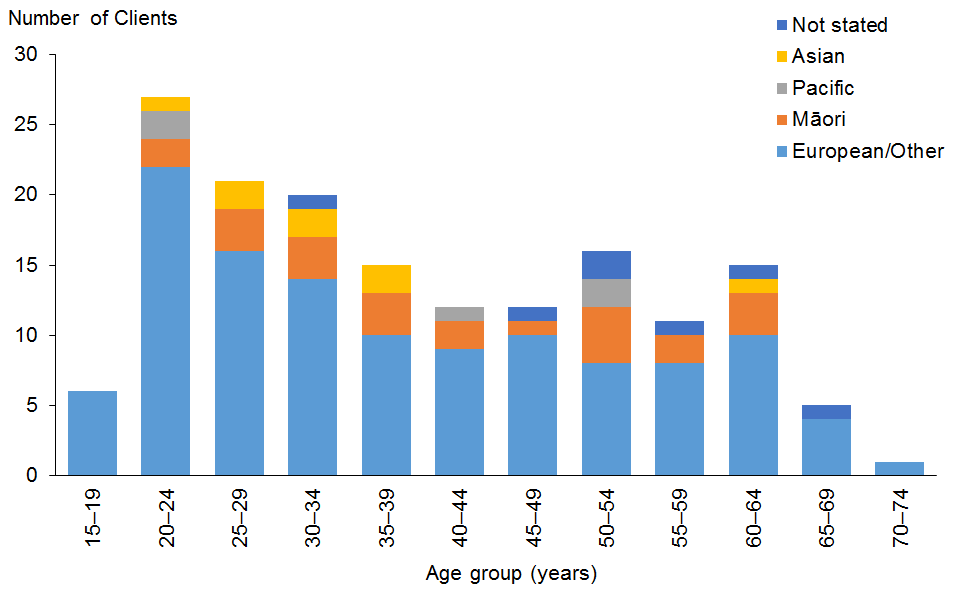 Number of Clients
Not stated
Asian
Pacific
Māori
European/Other
30
25
20
15
10
5
0
15–19
20–24
25–29
30–34
35–39
40–44
45–49
50–54
55–59
60–64
65–69
70–74
Age group (years)